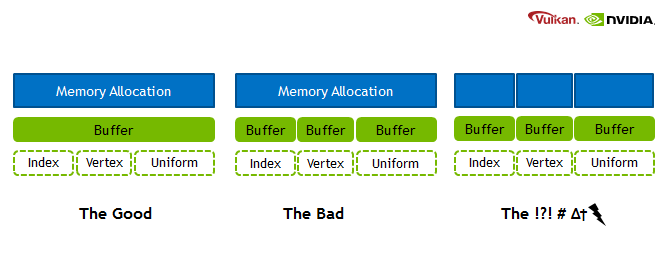 Vulkan. NVIDIA.
Memory Allocation Memory Allocation
Buffer Buffer Buffer Buffer Buffer Buffer Buffer
Index Vertex Uniform Index Vertex Uniform Index Vertex Uniform
The Good The Bad The !?! # Δ†